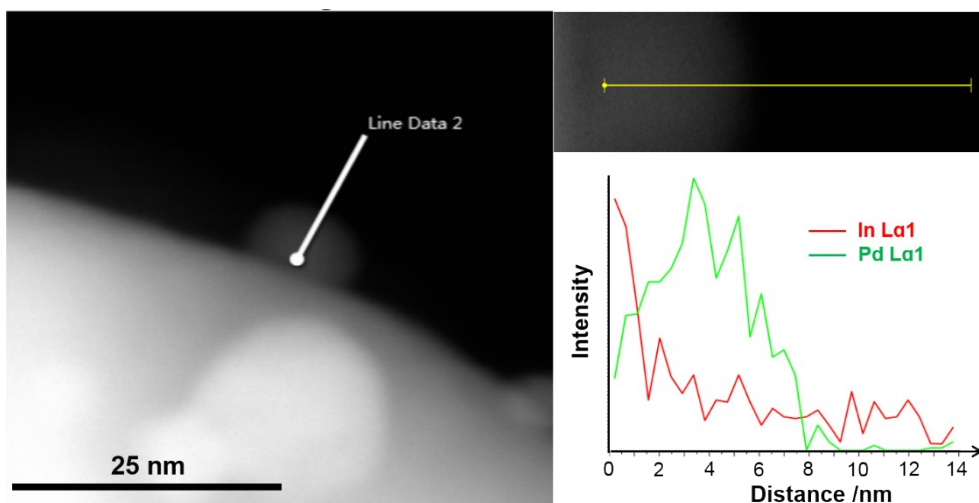 Line Data 2
25 nm
In Lα1
Pd Lα1
Intensity
0 2 4 6 8 10 12 14
Distance /nm